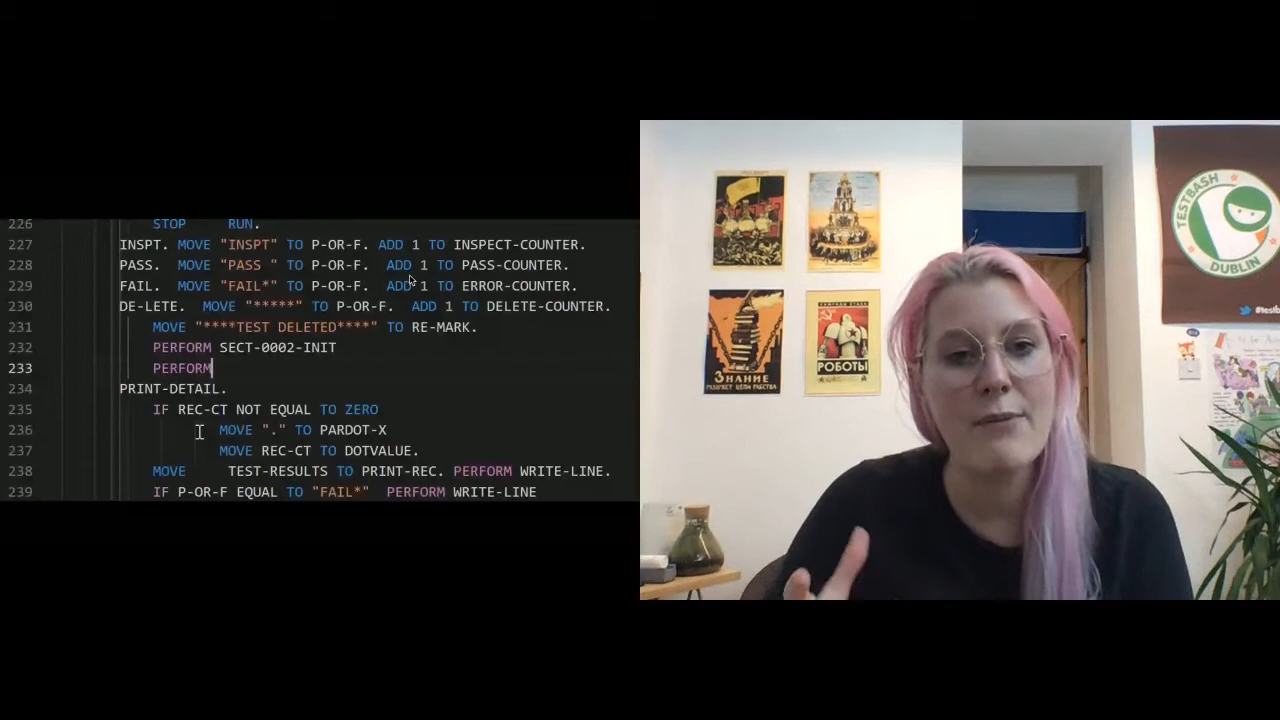 226 STOP RUN.
227 INSPT. MOVE "INSPT" TO P-OR-F. ADD 1 TO INSPECT-COUNTER.
228 PASS. MOVE "PASS " TO P-OR-F. ADD 1 TO PASS-COUNTER.
229 FAIL. MOVE "FAIL*" TO P-OR-F. ADD 1 TO ERROR-COUNTER.
230 DE-LETE. MOVE "*****" TO P-OR-F. ADD 1 TO DELETE-COUNTER.
231 MOVE "****TEST DELETED****" TO RE-MARK.
232 PERFORM SECT-0002-INIT
233 PERFORM
234 PRINT-DETAIL.
235 IF REC-CT NOT EQUAL TO ZERO
236 MOVE "." TO PARDOT-X
237 MOVE REC-CT TO DOTVALUE.
238 MOVE TEST-RESULTS TO PRINT-REC. PERFORM WRITE-LINE.
239 IF P-OR-F EQUAL TO "FAIL*" PERFORM WRITE-LINE
ЗНАНИЕ
РОБОТЫ
TESTBASH
DUBLIN